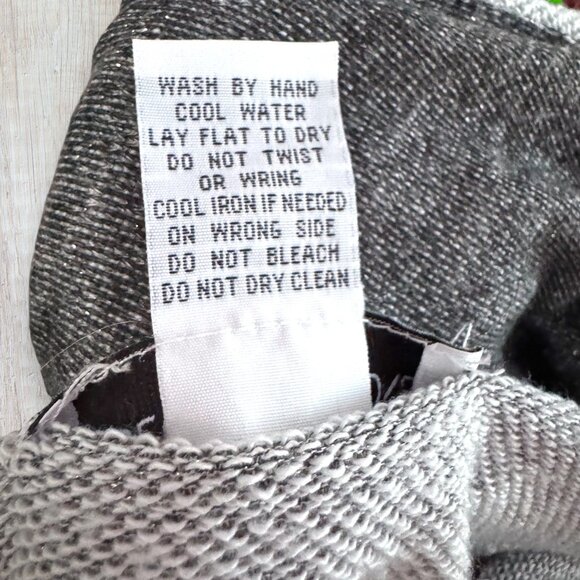 WASH BY HAND
COOL WATER
LAY FLAT TO DRY
DO NOT TWIST
OR WRING
COOL IRON IF NEEDED
ON WRONG SIDE
DO NOT BLEACH
DO NOT DRY CLEAN